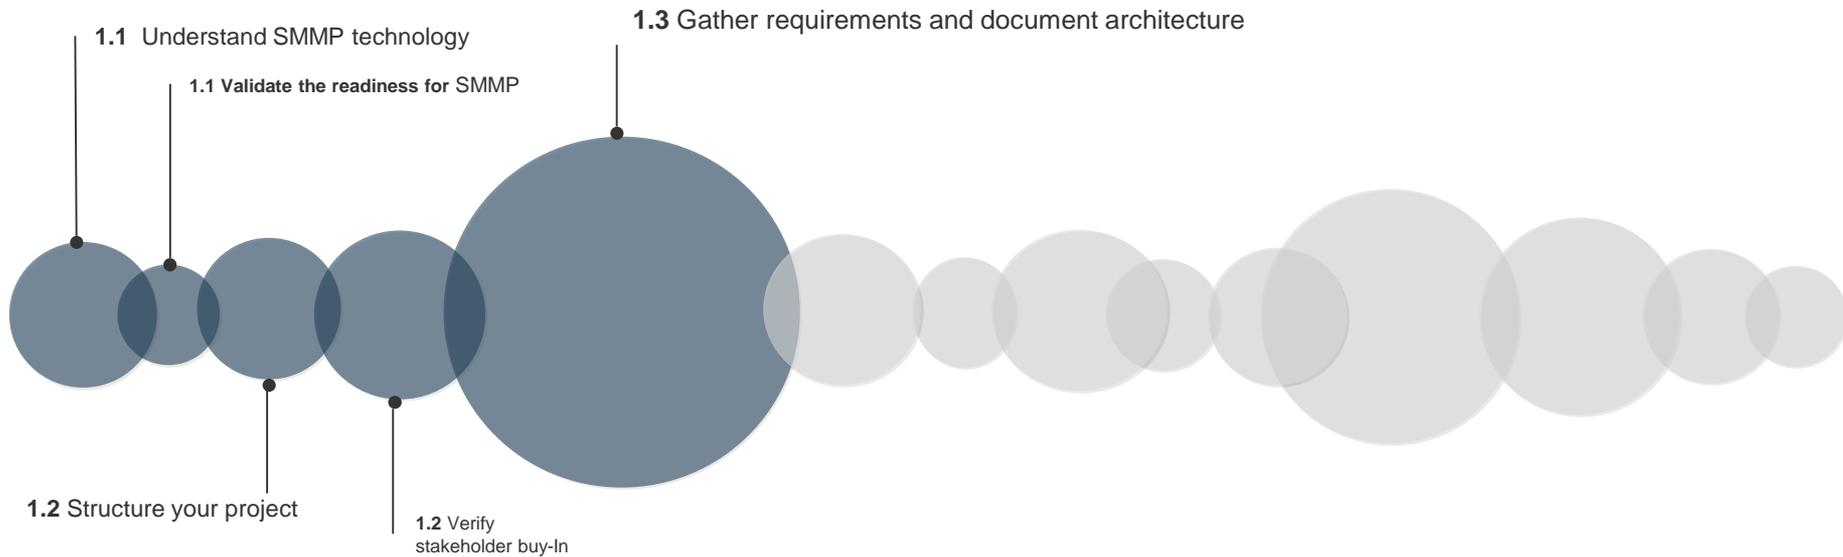 1.3 Gather requirements and document architecture
1.1 Understand SMMP technology
1.1 Validate the readiness for SMMP
1.2 Structure your project
1.2 Verify
stakeholder buy-In